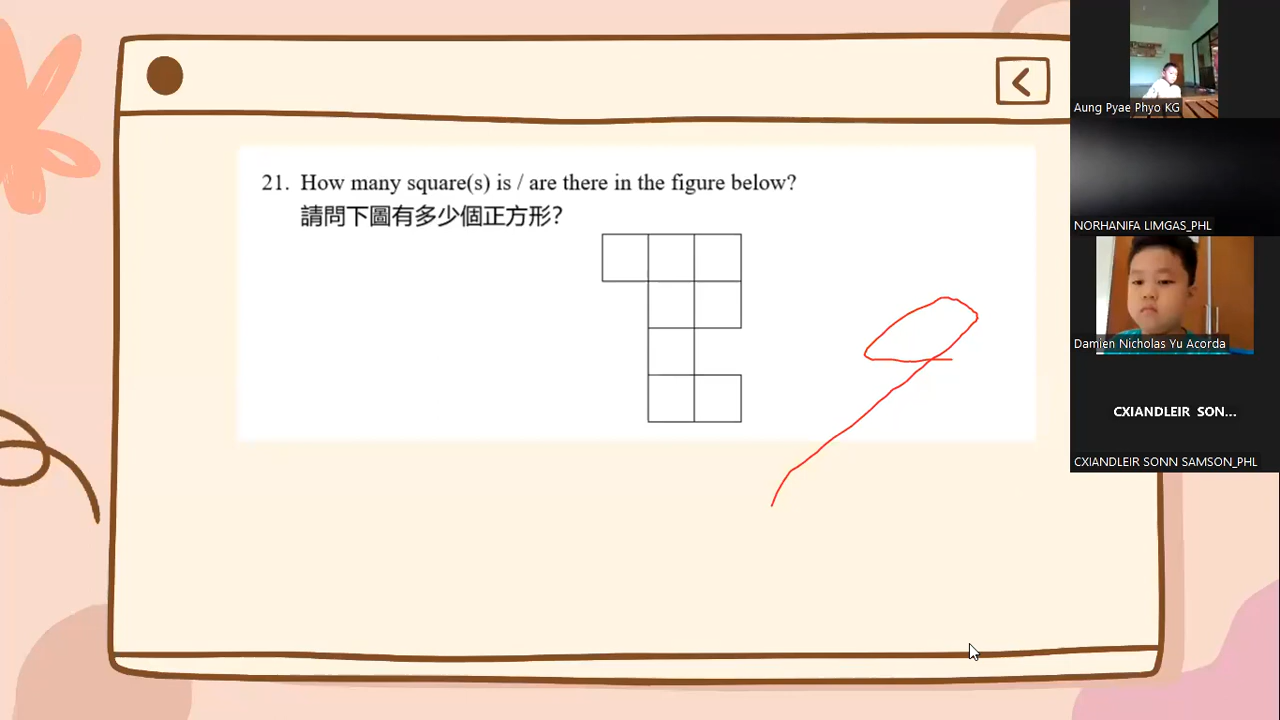 21. How many square(s) is / are there in the figure below?
請問下圖有多少個正方形？
9
Aung Pyae Phyo KG
NORHANIFA LIMGAS_PHL
Damien Nicholas Yu Acorda
CXIANDLEIR SON...
CXIANDLEIR SONN SAMSON_PHL